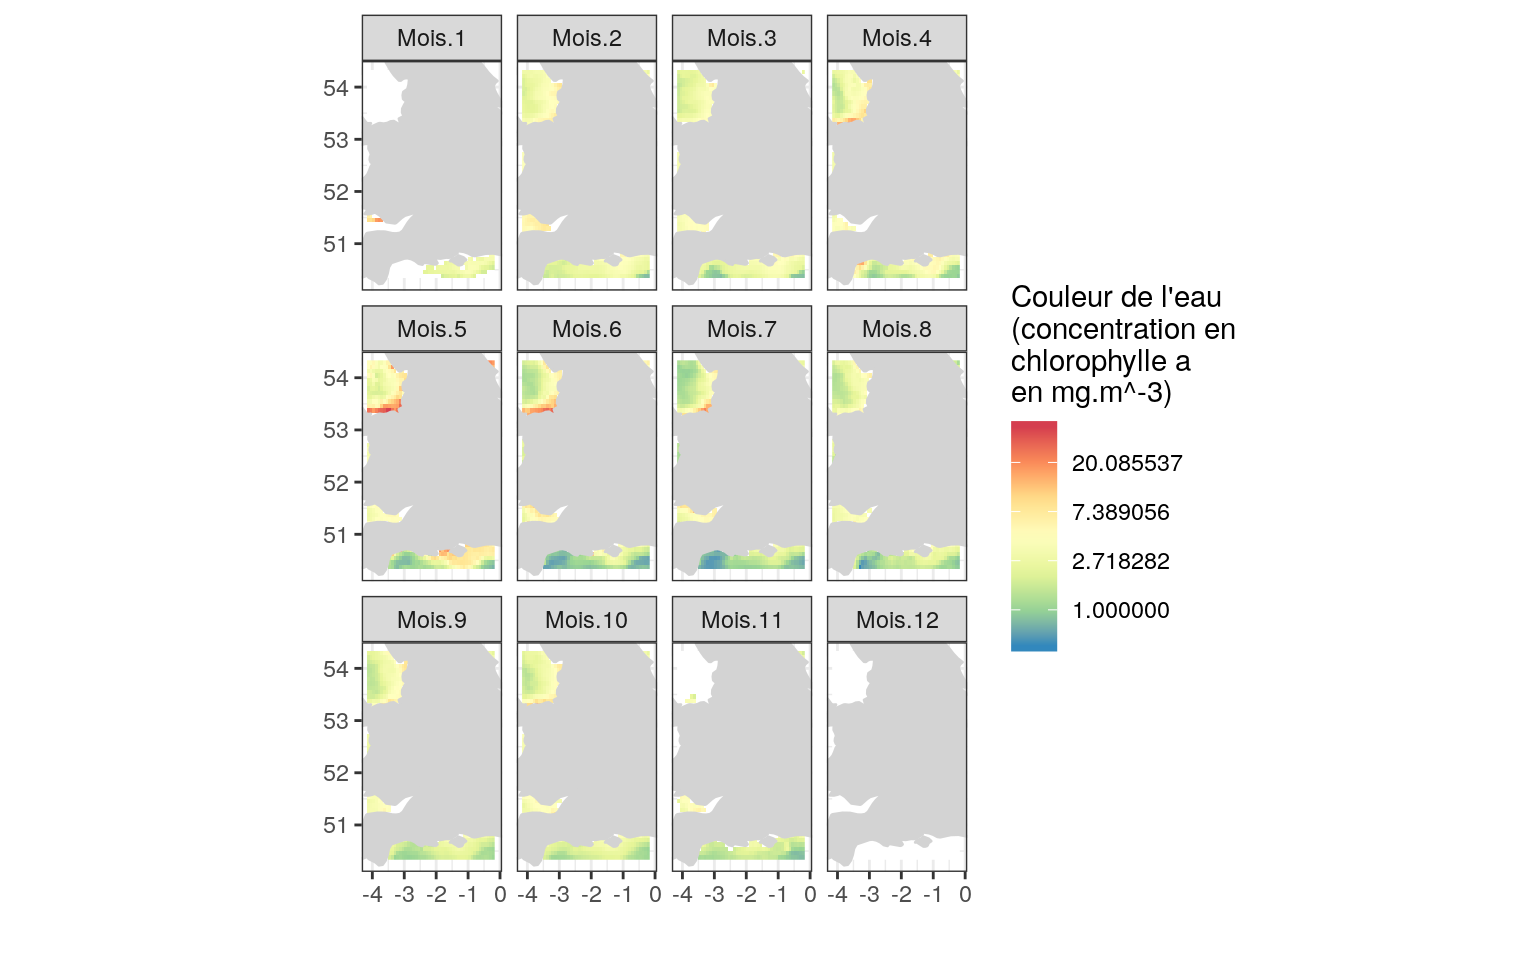 Mois.1 Mois.2 Mois.3 Mois.4
54
53
52
51
Mois.5 Mois.6 Mois.7 Mois.8
54
53
52
51
Mois.9 Mois.10 Mois.11 Mois.12
54
53
52
51
-4 -3 -2 -1 0 -4 -3 -2 -1 0 -4 -3 -2 -1 0 -4 -3 -2 -1 0
Couleur de l'eau
(concentration en
chlorophylle a
en mg.m^-3)
20.085537
7.389056
2.718282
1.000000